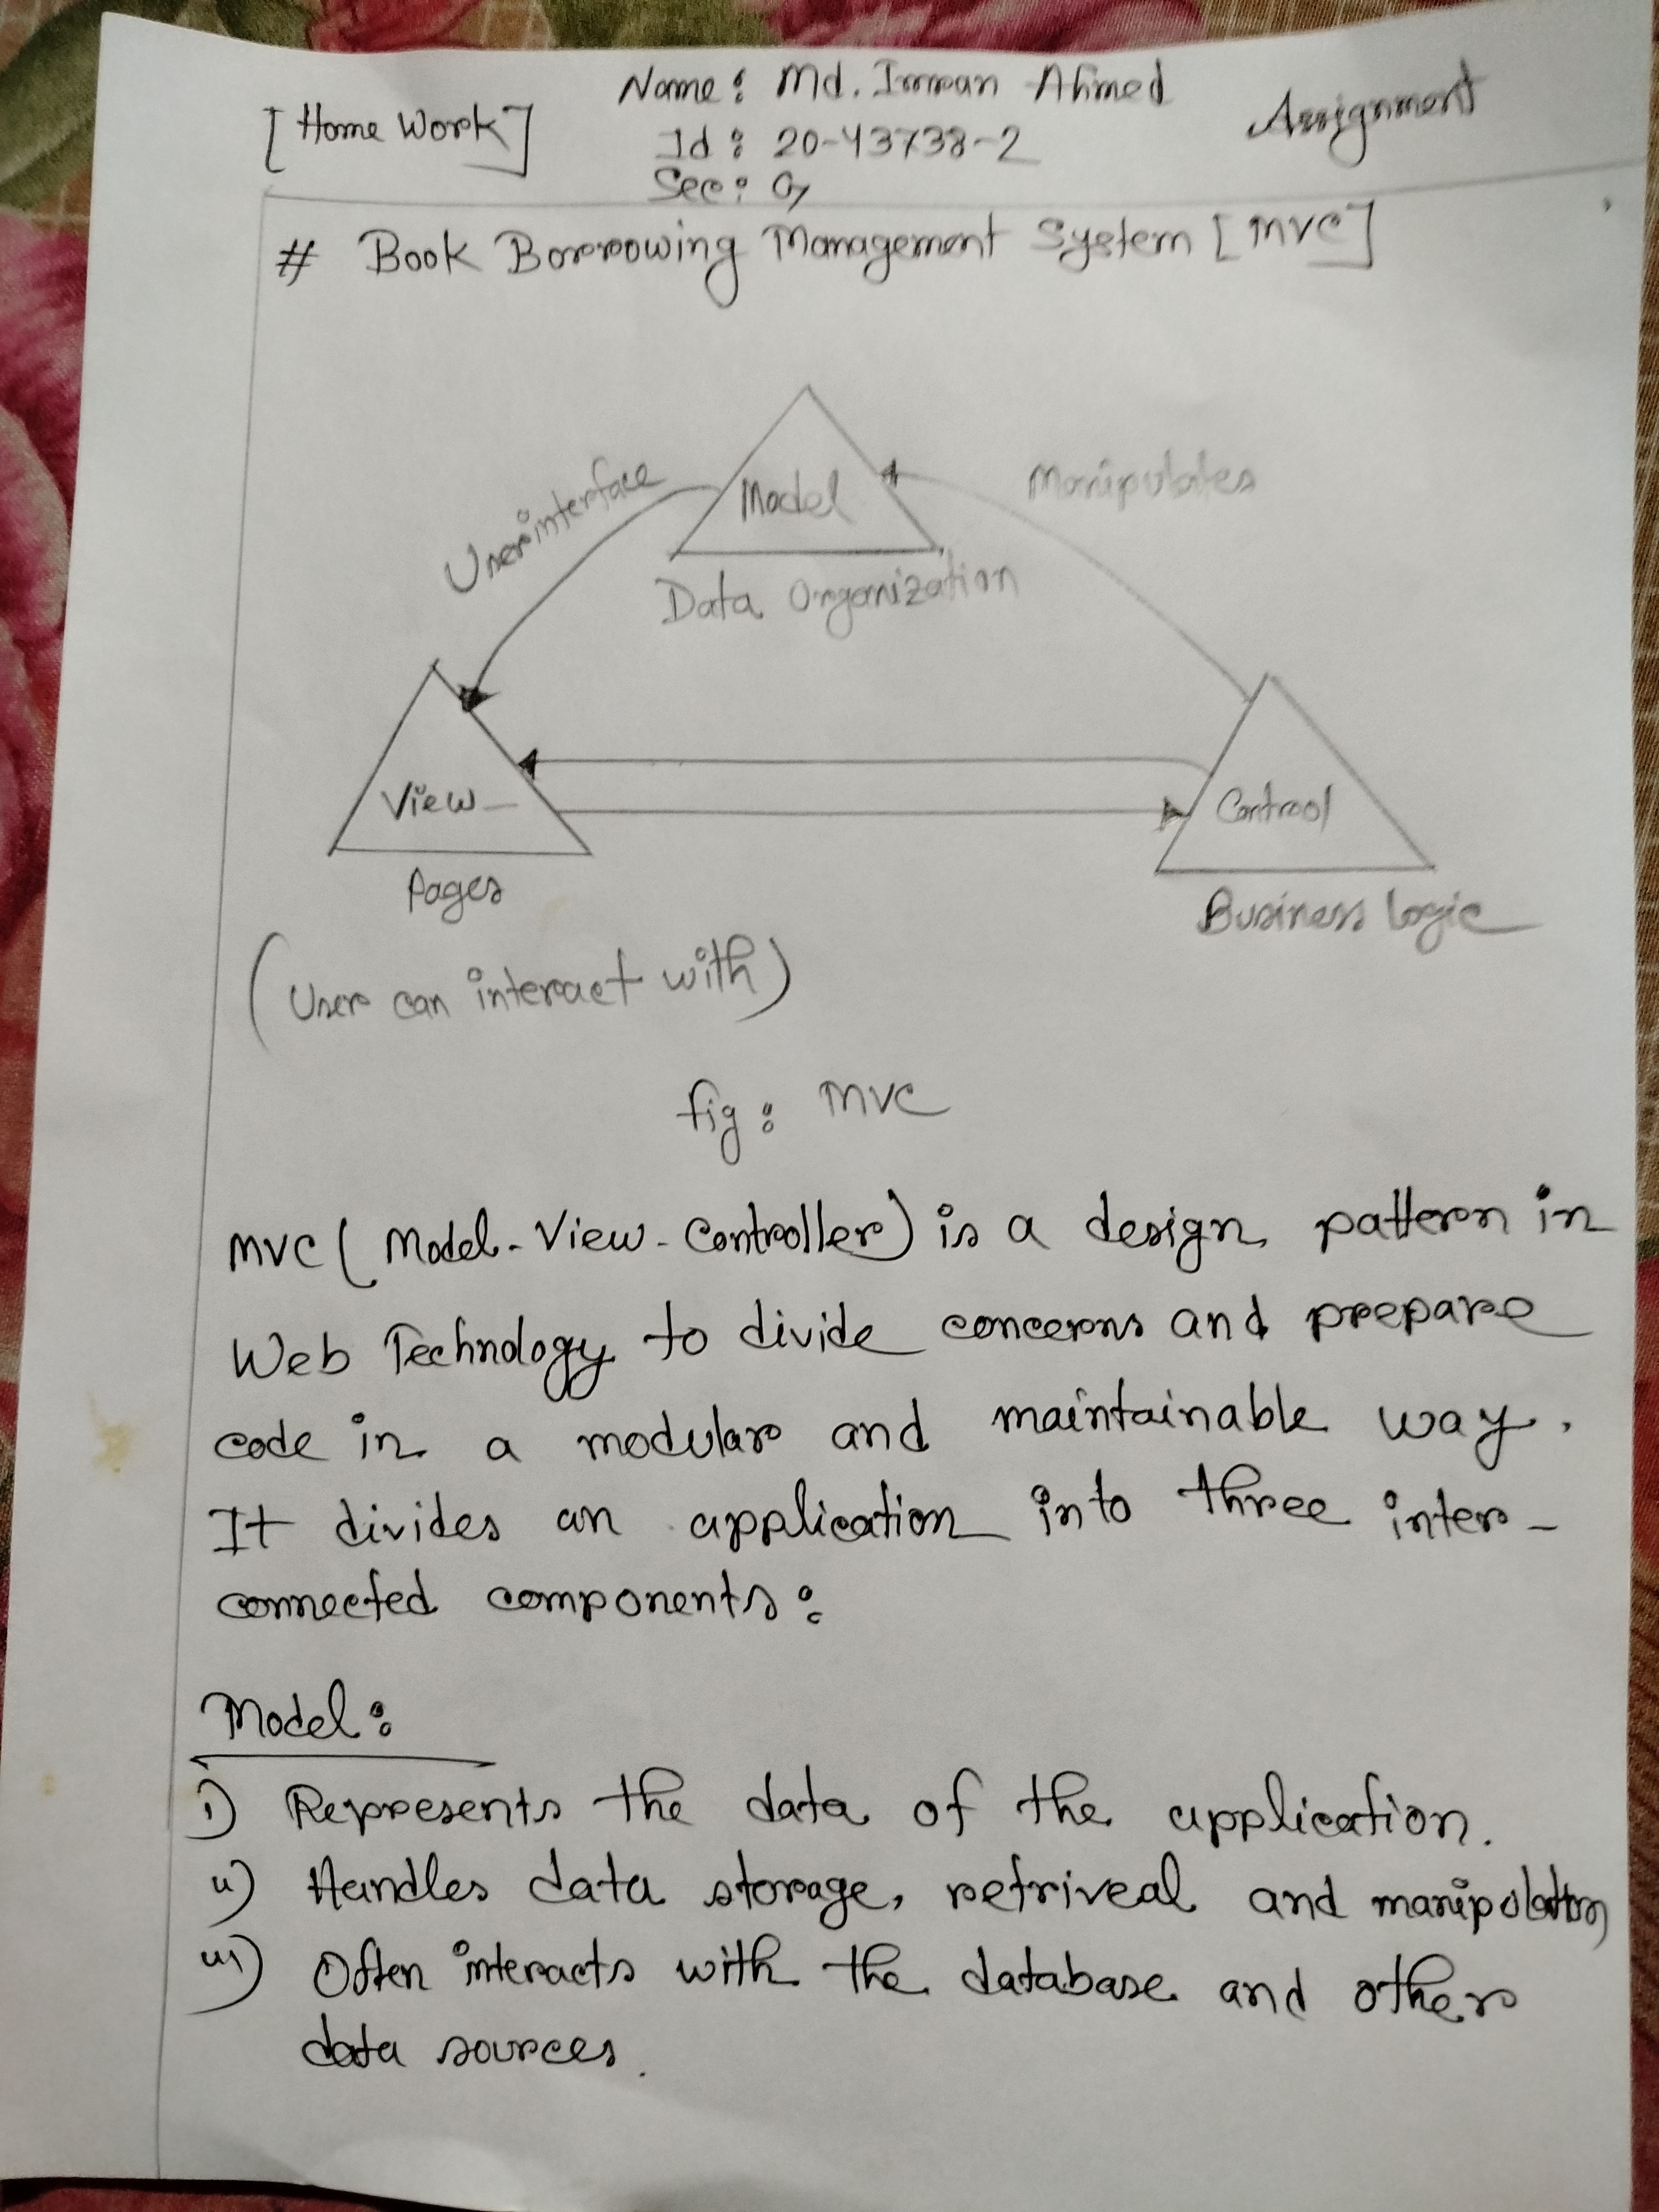 [Home Work]
Name: Md. Imran Ahmed
Assignment
Id: 20-43738-2
Sec:
# Book Borrowing Management System [MVC]
Model
User interface
Manipulates
Data Organization
View
Control
Pages
Business Logic
(User can interact with)
fig: MVC
MVC (Model-View-Controller) is a design pattern in
Web Technology to divide concerns and prepare
code in a modular and maintainable way.
It divides an application into three inter-
connected components:
Model:
i) Represents the data of the application.
ii) Handles data storage, retriveal and manipulation
iii) Often interacts with the database and other
data sources.